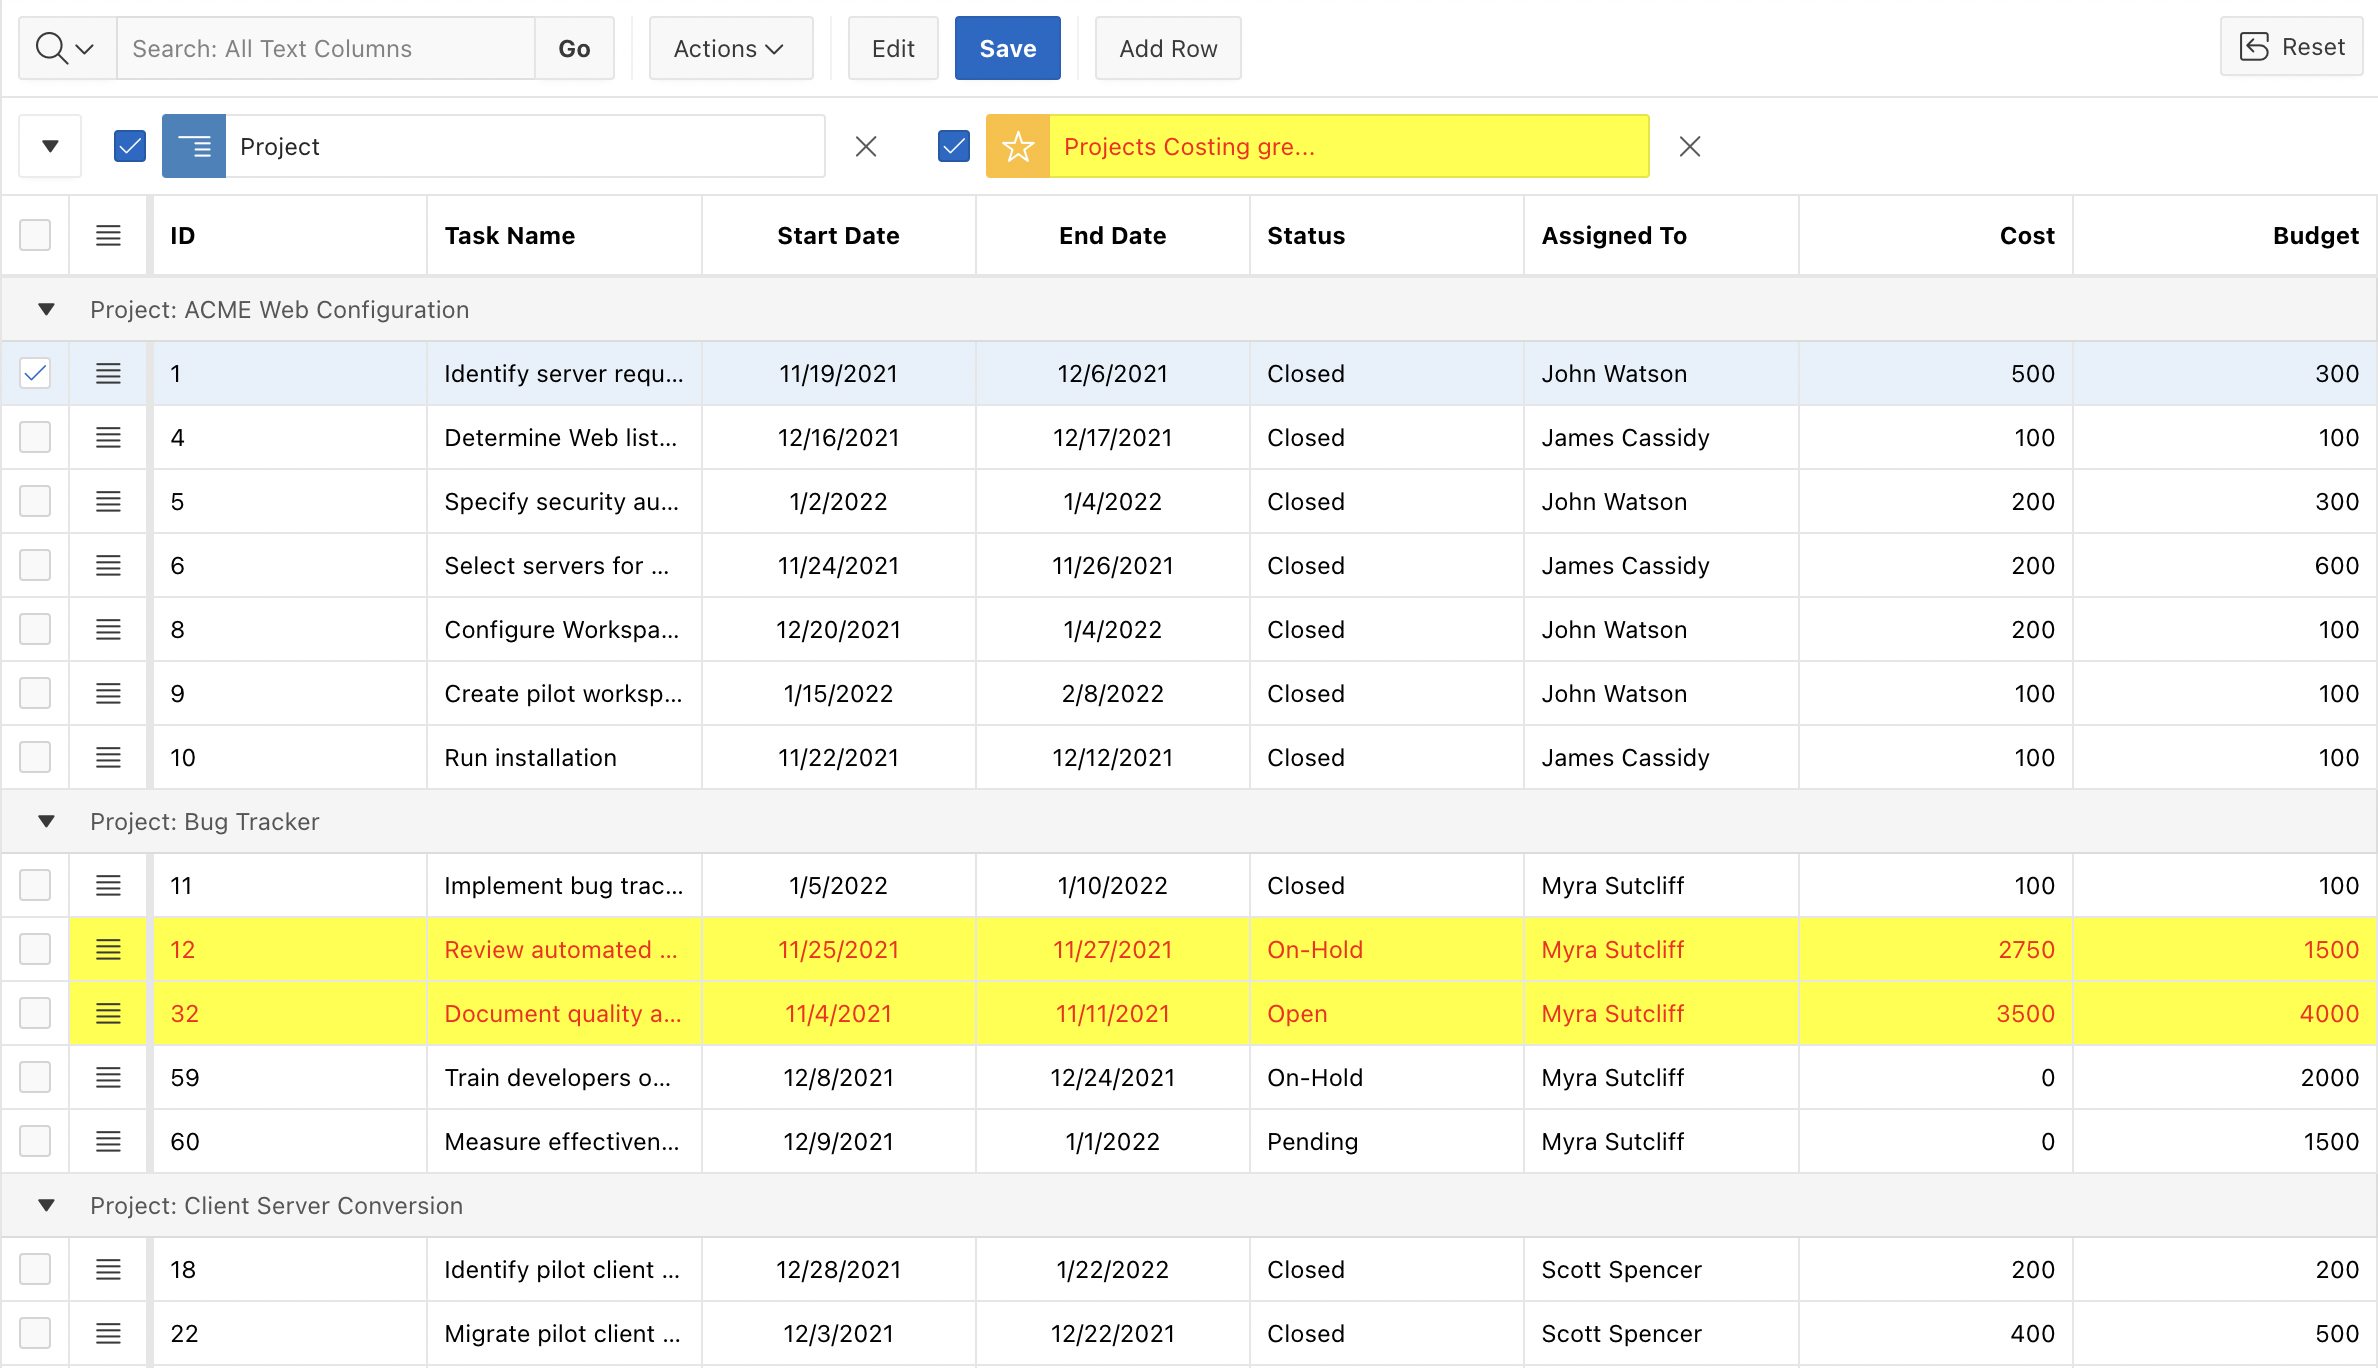 Search: All Text Columns Go Actions Edit Save Add Row Reset
Project Projects Costing gre...
ID Task Name Start Date End Date Status Assigned To Cost Budget
Project: ACME Web Configuration
1 Identify server requ... 11/19/2021 12/6/2021 Closed John Watson 500 300
4 Determine Web list... 12/16/2021 12/17/2021 Closed James Cassidy 100 100
5 Specify security au... 1/2/2022 1/4/2022 Closed John Watson 200 300
6 Select servers for ... 11/24/2021 11/26/2021 Closed James Cassidy 200 600
8 Configure Workspa... 12/20/2021 1/4/2022 Closed John Watson 200 100
9 Create pilot worksp... 1/15/2022 2/8/2022 Closed John Watson 100 100
10 Run installation 11/22/2021 12/12/2021 Closed James Cassidy 100 100
Project: Bug Tracker
11 Implement bug trac... 1/5/2022 1/10/2022 Closed Myra Sutcliff 100 100
12 Review automated ... 11/25/2021 11/27/2021 On-Hold Myra Sutcliff 2750 1500
32 Document quality a... 11/4/2021 11/11/2021 Open Myra Sutcliff 3500 4000
59 Train developers o... 12/8/2021 12/24/2021 On-Hold Myra Sutcliff 0 2000
60 Measure effectiven... 12/9/2021 1/1/2022 Pending Myra Sutcliff 0 1500
Project: Client Server Conversion
18 Identify pilot client ... 12/28/2021 1/22/2022 Closed Scott Spencer 200 200
22 Migrate pilot client ... 12/3/2021 12/22/2021 Closed Scott Spencer 400 500